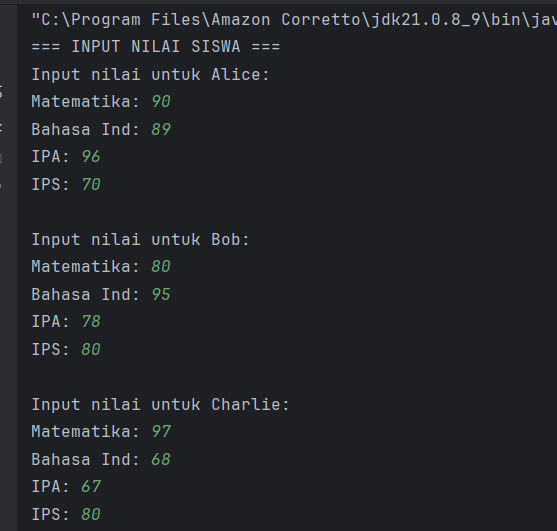 "C:\Program Files\Amazon Corretto\jdk21.0.8_9\bin\jav
=== INPUT NILAI SISWA ===
Input nilai untuk Alice:
Matematika: 90
Bahasa Ind: 89
IPA: 96
IPS: 70
Input nilai untuk Bob:
Matematika: 80
Bahasa Ind: 95
IPA: 78
IPS: 80
Input nilai untuk Charlie:
Matematika: 97
Bahasa Ind: 68
IPA: 67
IPS: 80